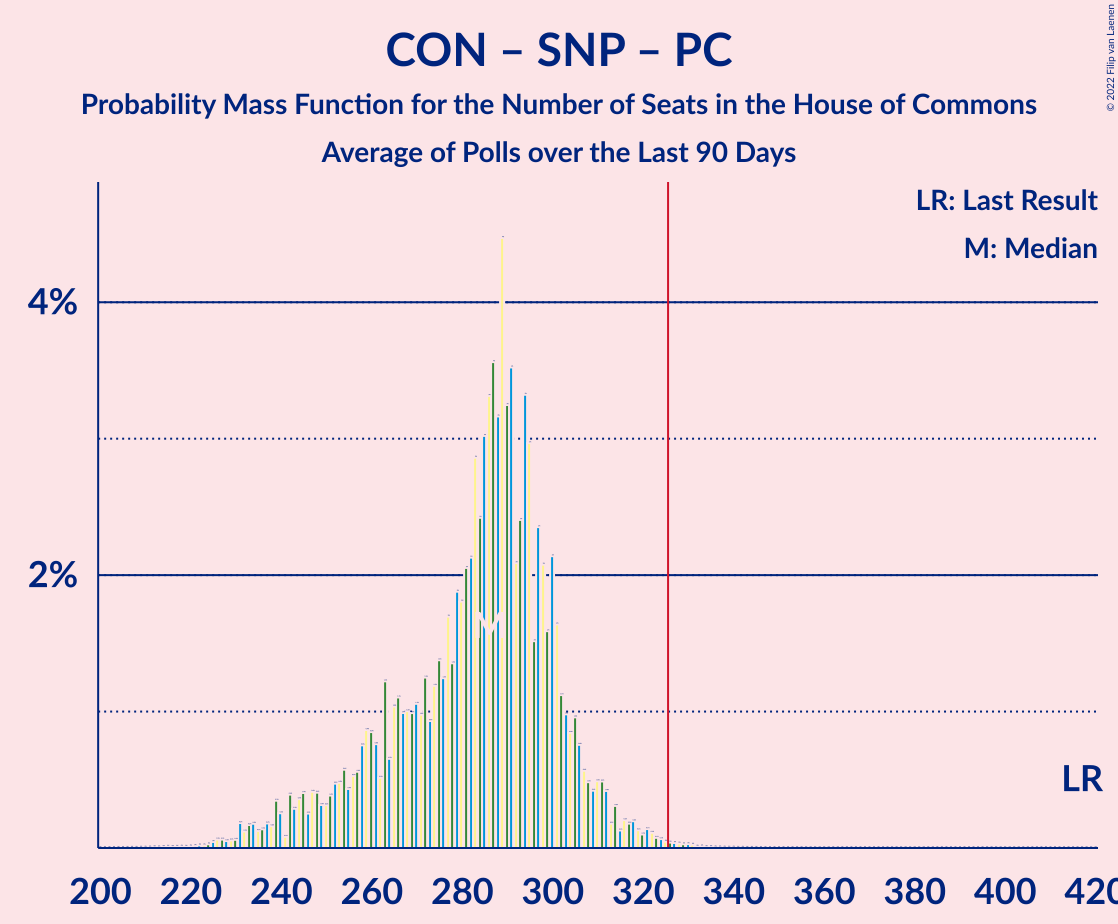 CON – SNP – PC
Probability Mass Function for the Number of Seats in the House of Commons
Average of Polls over the Last 90 Days
© 2022 Filip van Laenen
LR: Last Result
M: Median
4%
2%
M
LR
200 220 240 260 280 300 320 340 360 380 400 420